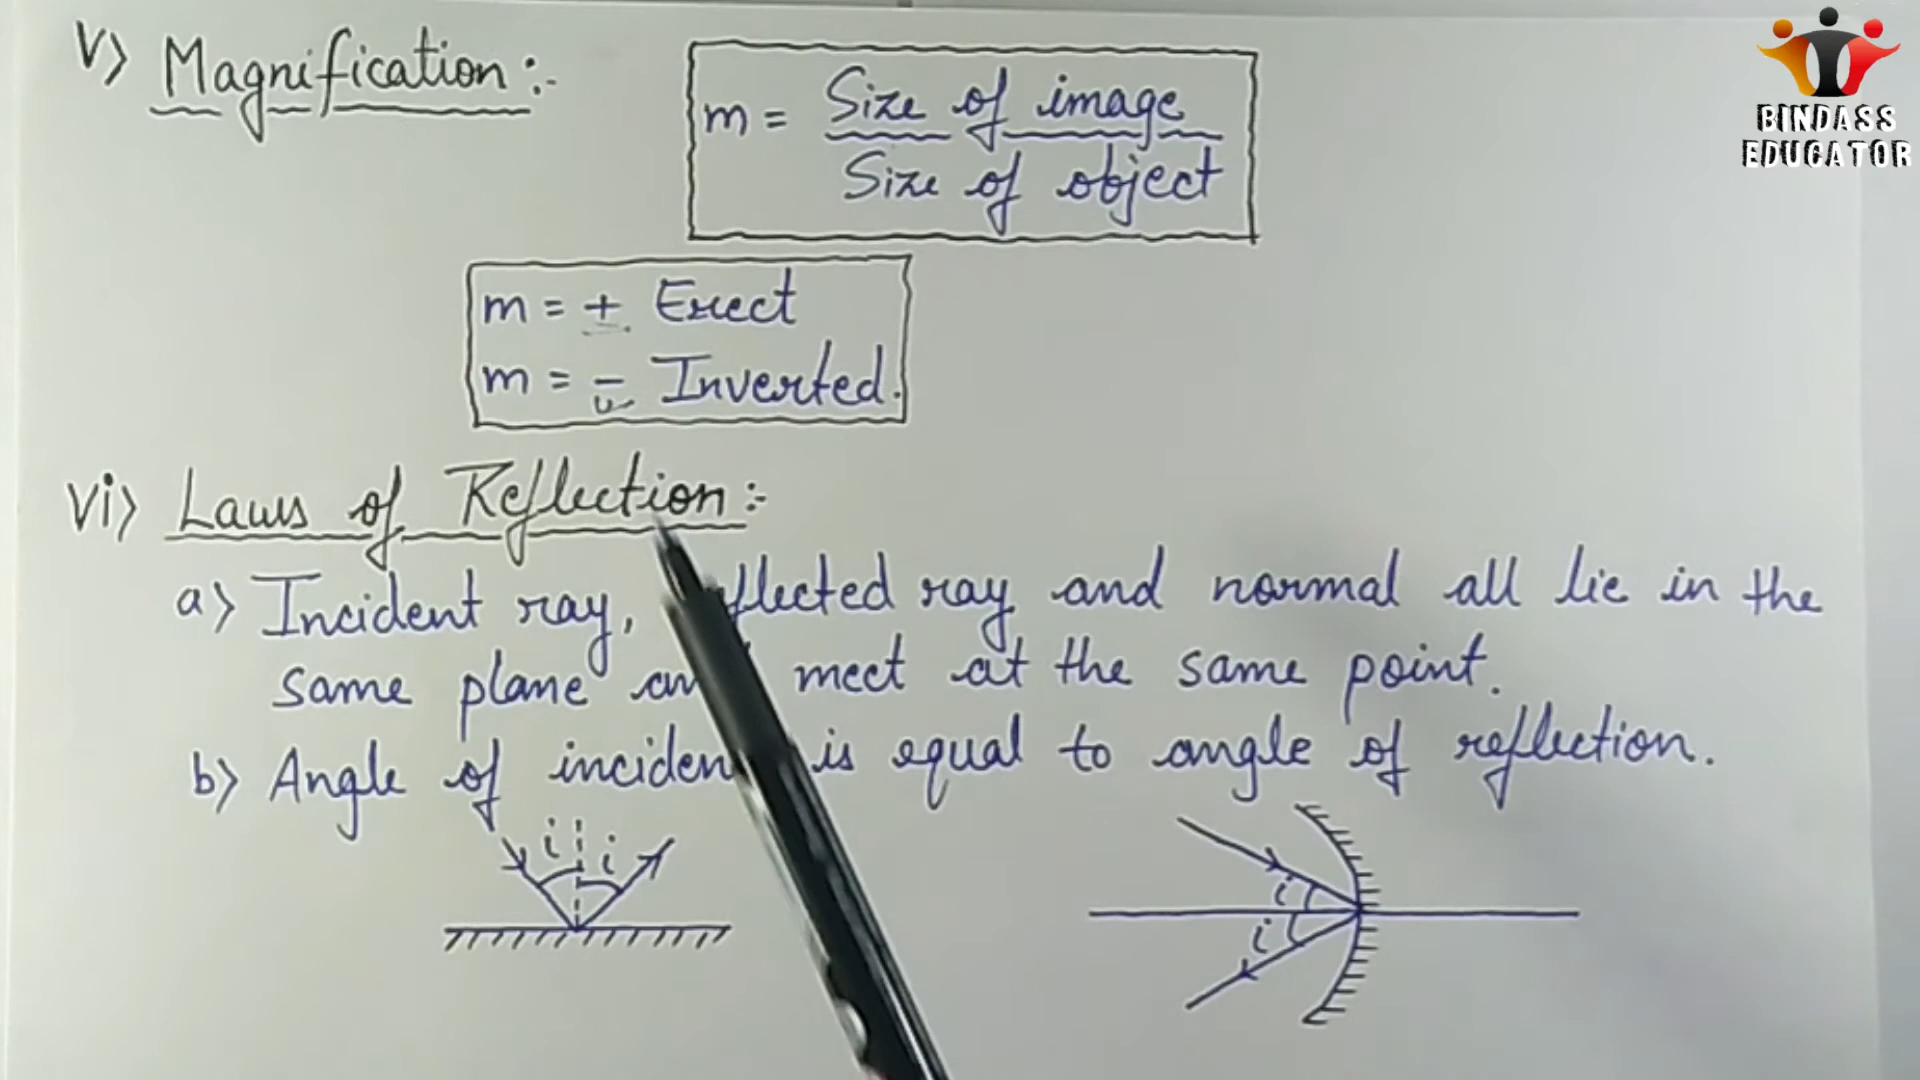 V) Magnification:-
m = Size of image
Size of object
m = + Erect
m = - Inverted.
Vi) Laws of Reflection:-
a) Incident ray, flected ray and normal all lie in the
same plane an meet at the same point.
b) Angle of inciden is equal to angle of reflection.
i i
i
i
BINDASS
EDUCATOR